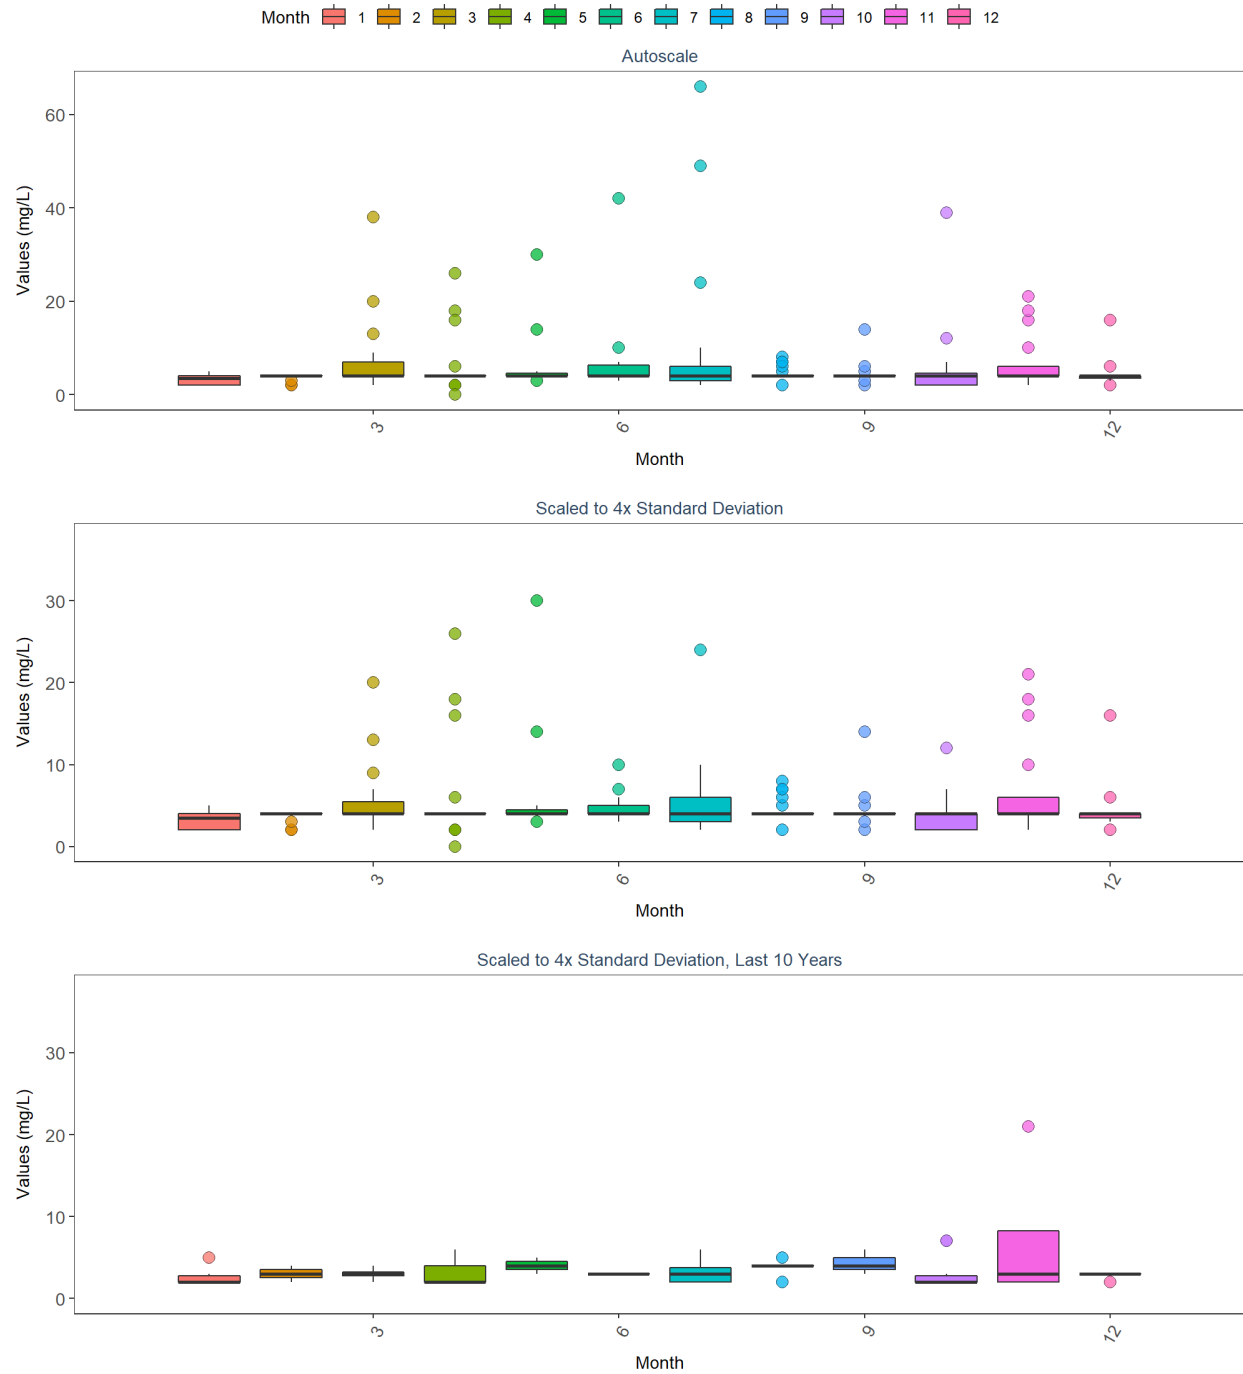 Month 1 2 3 4 5 6 7 8 9 10 11 12
Autoscale
Values (mg/L)
60
40
20
0
3 6 9 12
Month
Scaled to 4x Standard Deviation
Values (mg/L)
30
20
10
0
3 6 9 12
Month
Scaled to 4x Standard Deviation, Last 10 Years
Values (mg/L)
30
20
10
0
3 6 9 12
Month